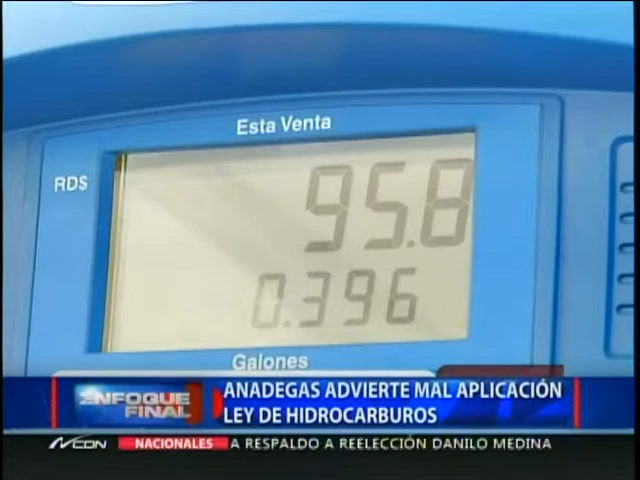 Esta Venta
RDS
95.8
0.396
Galones
ENFOQUE
FINAL
ANADEGAS ADVIERTE MAL APLICACIÓN
LEY DE HIDROCARBUROS
CDN NACIONALES A RESPALDO A REELECCIÓN DANILO MEDINA